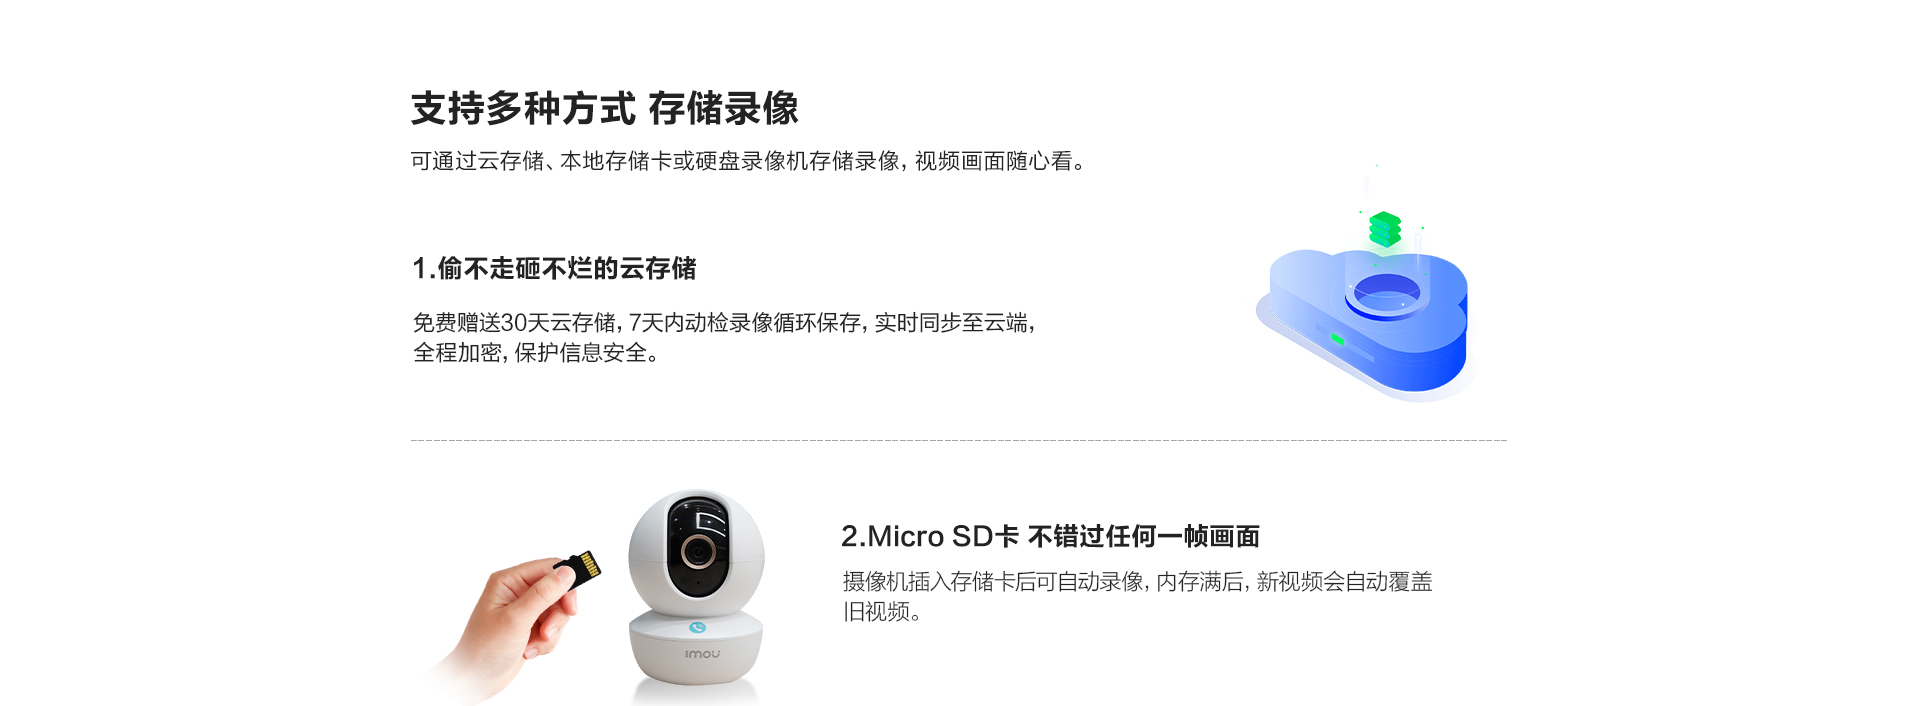 支持多种方式 存储录像
可通过云存储、本地存储卡或硬盘录像机存储录像，视频画面随心看。
1.偷不走砸不烂的云存储
免费赠送30天云存储，7天内动检录像循环保存，实时同步至云端，
全程加密，保护信息安全。
2.Micro SD卡 不错过任何一帧画面
摄像机插入存储卡后可自动录像，内存满后，新视频会自动覆盖
旧视频。
imou